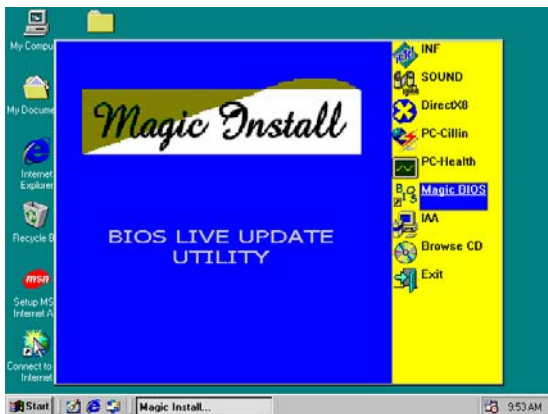 My Compu
My Docume
Internet
Explorer
Recycle B
msn
Setup MS
Internet A
Connect to
Internet
Magic Install
BIOS LIVE UPDATE
UTILITY
INF
SOUND
DirectX8
PC-Cillin
PC-Health
Magic BIOS
IAA
Browse CD
Exit
Start
Magic Install...
9:53 AM